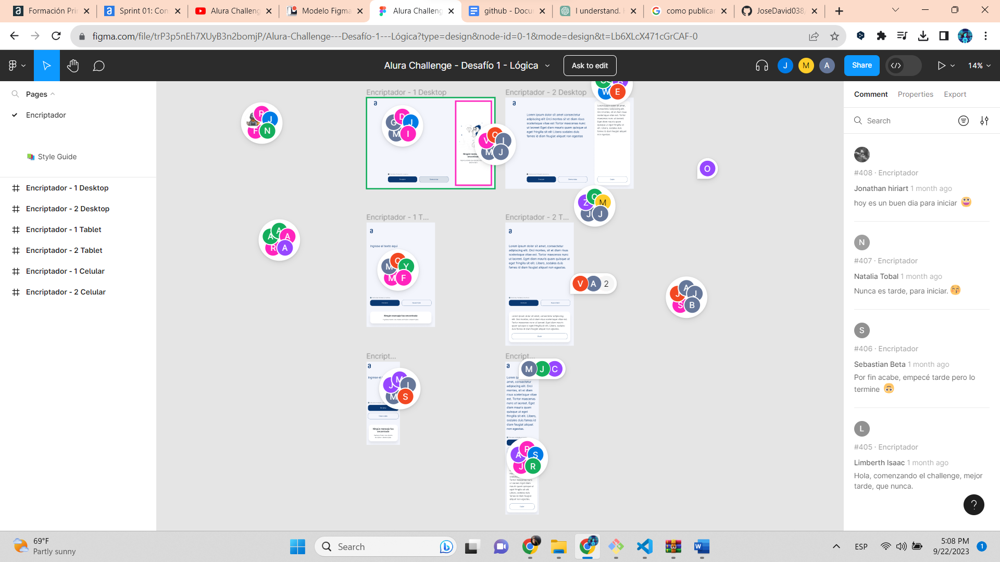 Formación Prin
Sprint 01: Con
Alura Challeng
Modelo Figma
Alura Challeng
github - Docu
I understand.
como publicar
JoseDavid038/
figma.com/file/trP3p5nEh7XUyB3n2bomjP/Alura-Challenge---Desafío-1---Lógica?type=design&node-id=0-1&mode=design&t=Lb6XLcX471cGrCAF-0
Alura Challenge - Desafío 1 - Lógica
Ask to edit
J
M
A
Share
14%
Pages
Encriptador
Style Guide
Encriptador - 1 Desktop
Encriptador - 2 Desktop
Encriptador - 1 Tablet
Encriptador - 2 Tablet
Encriptador - 1 Celular
Encriptador - 2 Celular
Encriptador - 1 Desktop
Encriptador - 2 Desktop
Lorem ipsum dolor sit amet consectetur
adipiscing elit Orci montes, sit et diam risus
scelerisque vitae est Tortor maecenas nunc
ut laoreet Eget diam mauris quam quisque ut
eget fringilla sit elit Libero sodales duis
fames id diam feugiat aliquet non egestas
Encriptador - 1 T...
Ingrese el texto aquí
Ningún mensaje fue encontrado
Encriptador - 2 T...
Lorem ipsum dolor sit amet, consectetur
adipiscing elit. Orci montes, sit et diam risus
scelerisque vitae est. Tortor maecenas nunc
ut laoreet. Eget diam mauris quam quisque ut
eget fringilla sit elit. Libero, sodales duis
fames id diam feugiat aliquet non egestas.
V A 2
Encript...
Ningún mensaje fue
encontrado
Encript...
M J C
amet, consectetur
adipiscing elit. Orci
montes, sit et diam
risus scelerisque vitae
est. Tortor maecenas
nunc ut laoreet. Eget
diam mauris quam
quisque ut eget
fringilla sit elit. Libero,
sodales duis fames id
diam feugiat aliquet
non egestas.
O
Comment
Properties
Export
Search
#408 · Encriptador
Jonathan hiriart 1 month ago
hoy es un buen dia para iniciar 😀
N
#407 · Encriptador
Natalia Tobal 1 month ago
Nunca es tarde, para iniciar. 😚
S
#406 · Encriptador
Sebastian Beta 1 month ago
Por fin acabe, empecé tarde pero lo
termine 🙃
L
#405 · Encriptador
Limberth Isaac 1 month ago
Hola, comenzando el challenge, mejor
tarde, que nunca.
?
69°F
Partly sunny
Search
ESP
5:08 PM
9/22/2023
1